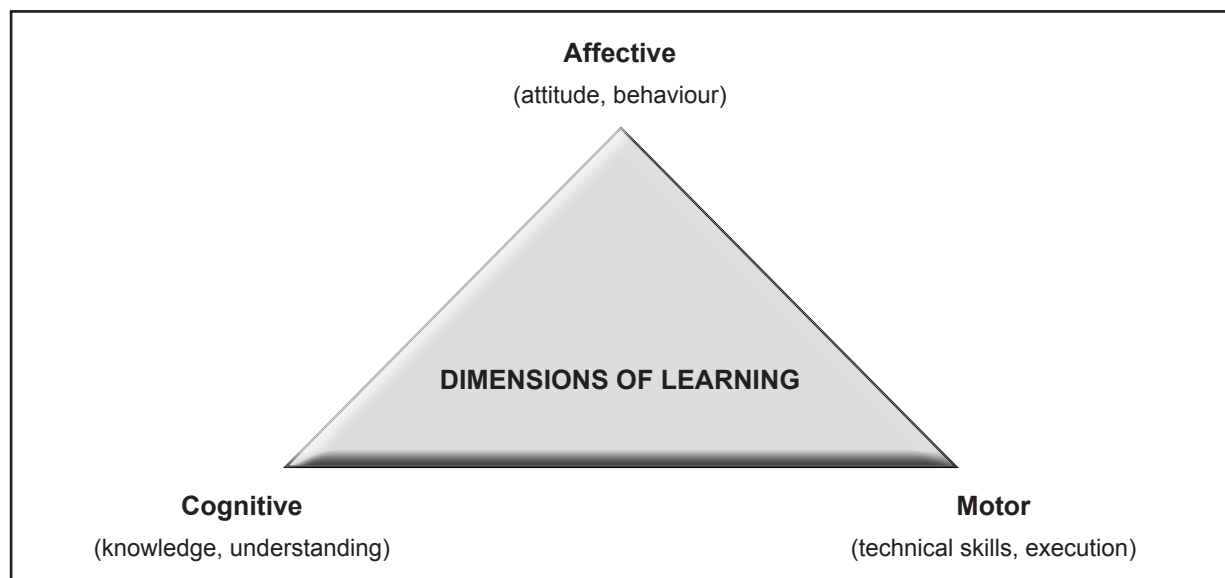 Affective
(attitude, behaviour)
DIMENSIONS OF LEARNING
Cognitive
(knowledge, understanding)
Motor
(technical skills, execution)